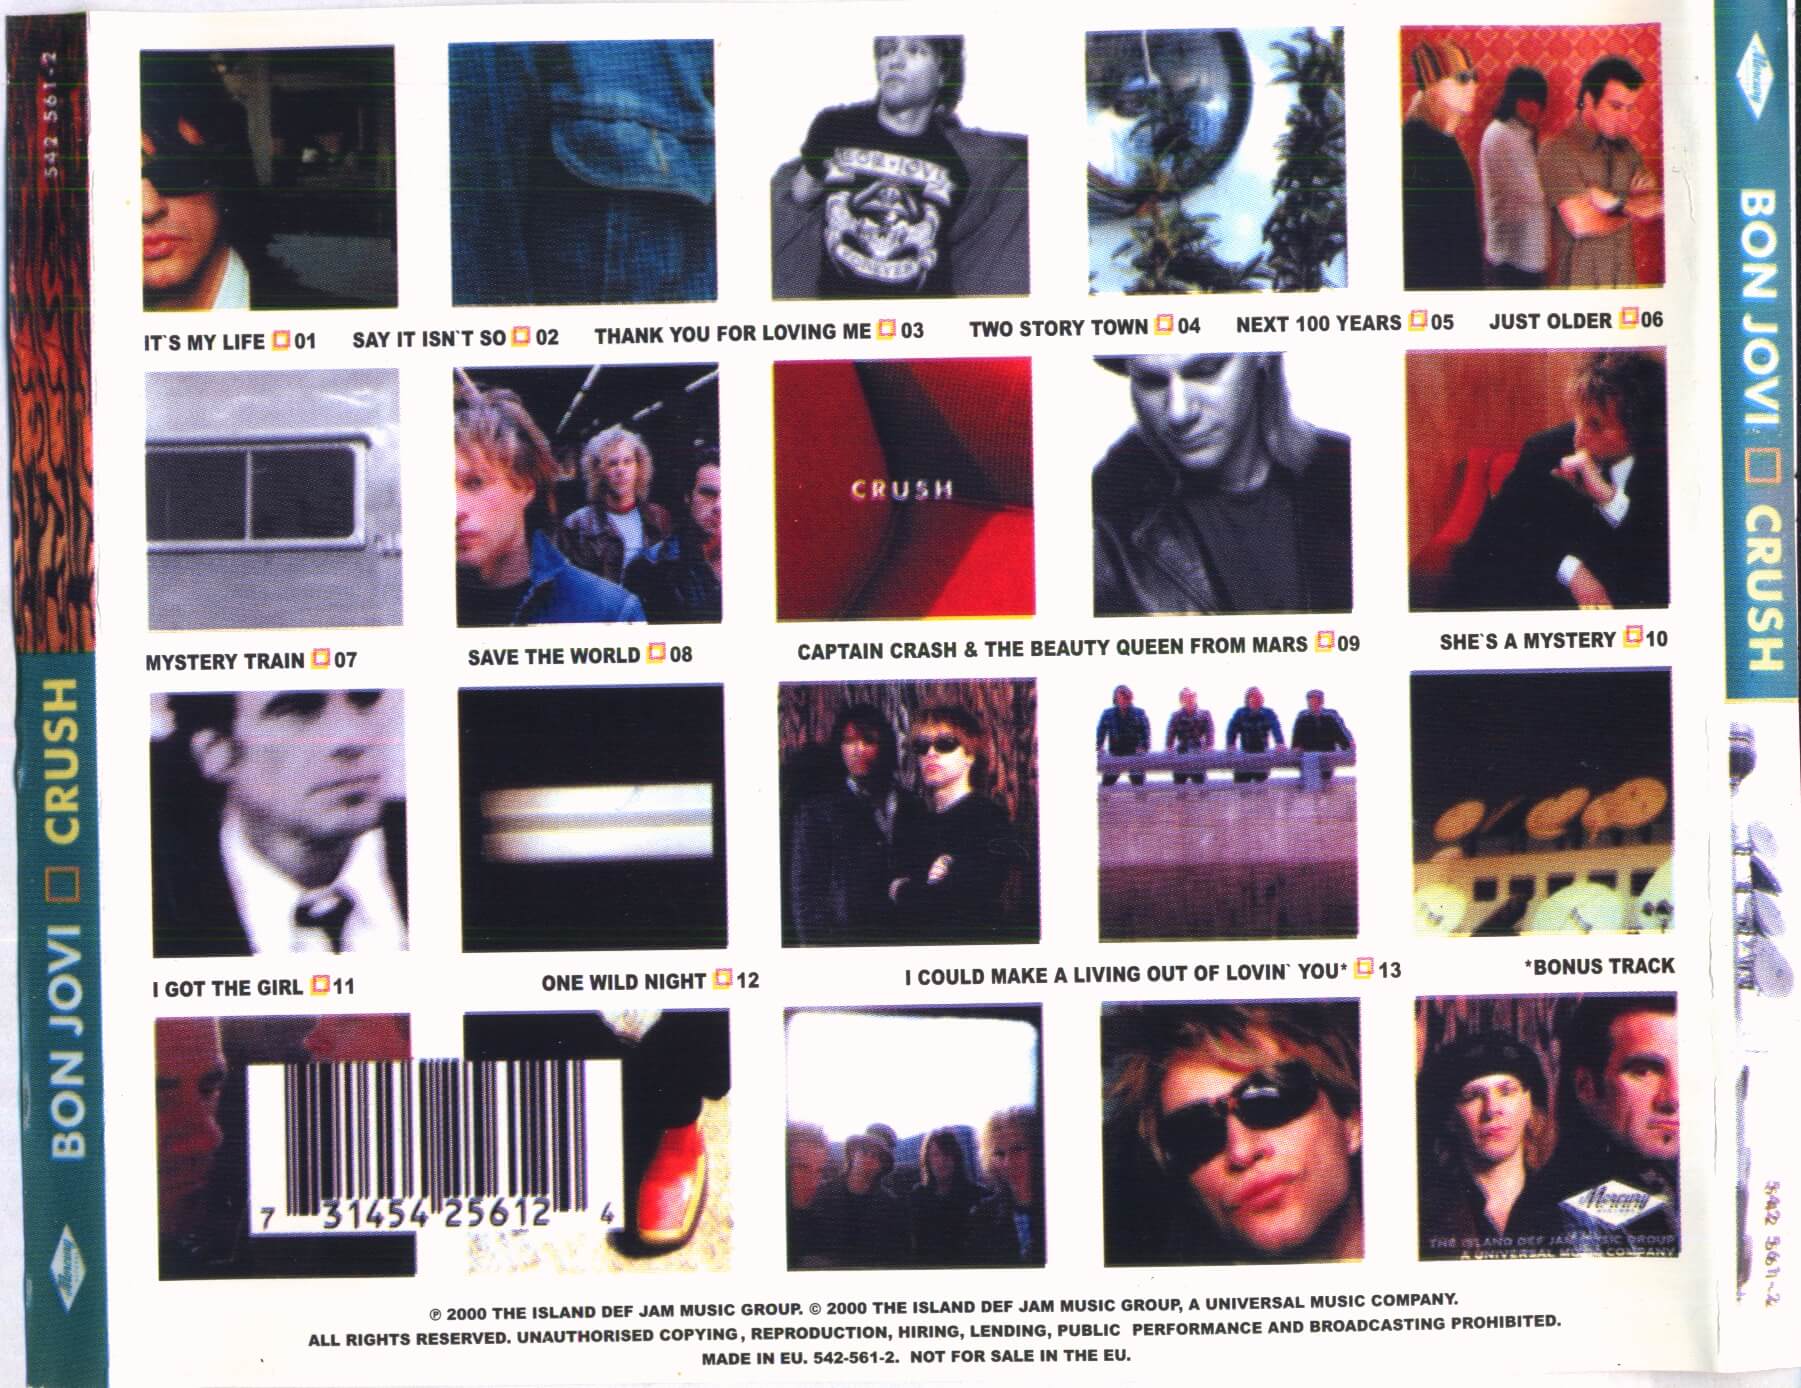 542 561-2
BON JOVI CRUSH
Mercury
BON JOVI
FOREVER
IT`S MY LIFE 01 SAY IT ISN`T SO 02 THANK YOU FOR LOVING ME 03 TWO STORY TOWN 04 NEXT 100 YEARS 05 JUST OLDER 06
CRUSH
MYSTERY TRAIN 07 SAVE THE WORLD 08 CAPTAIN CRASH & THE BEAUTY QUEEN FROM MARS 09 SHE`S A MYSTERY 10
I GOT THE GIRL 11 ONE WILD NIGHT 12 I COULD MAKE A LIVING OUT OF LOVIN` YOU* 13 *BONUS TRACK
7 31454 25612 4
Mercury
THE ISLAND DEF JAM MUSIC GROUP
A UNIVERSAL MUSIC COMPANY
℗ 2000 THE ISLAND DEF JAM MUSIC GROUP. © 2000 THE ISLAND DEF JAM MUSIC GROUP, A UNIVERSAL MUSIC COMPANY.
ALL RIGHTS RESERVED. UNAUTHORISED COPYING, REPRODUCTION, HIRING, LENDING, PUBLIC PERFORMANCE AND BROADCASTING PROHIBITED.
MADE IN EU. 542-561-2. NOT FOR SALE IN THE EU.
Mercury
BON JOVI CRUSH
542 561-2